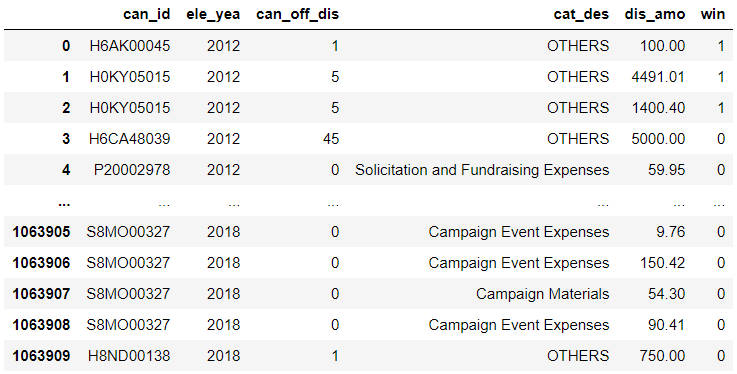 can_id ele_yea can_off_dis cat_des dis_amo win
0 H6AK00045 2012 1 OTHERS 100.00 1
1 H0KY05015 2012 5 OTHERS 4491.01 1
2 H0KY05015 2012 5 OTHERS 1400.40 1
3 H6CA48039 2012 45 OTHERS 5000.00 0
4 P20002978 2012 0 Solicitation and Fundraising Expenses 59.95 0
... ... ... ... ... ... ...
1063905 S8MO00327 2018 0 Campaign Event Expenses 9.76 0
1063906 S8MO00327 2018 0 Campaign Event Expenses 150.42 0
1063907 S8MO00327 2018 0 Campaign Materials 54.30 0
1063908 S8MO00327 2018 0 Campaign Event Expenses 90.41 0
1063909 H8ND00138 2018 1 OTHERS 750.00 0